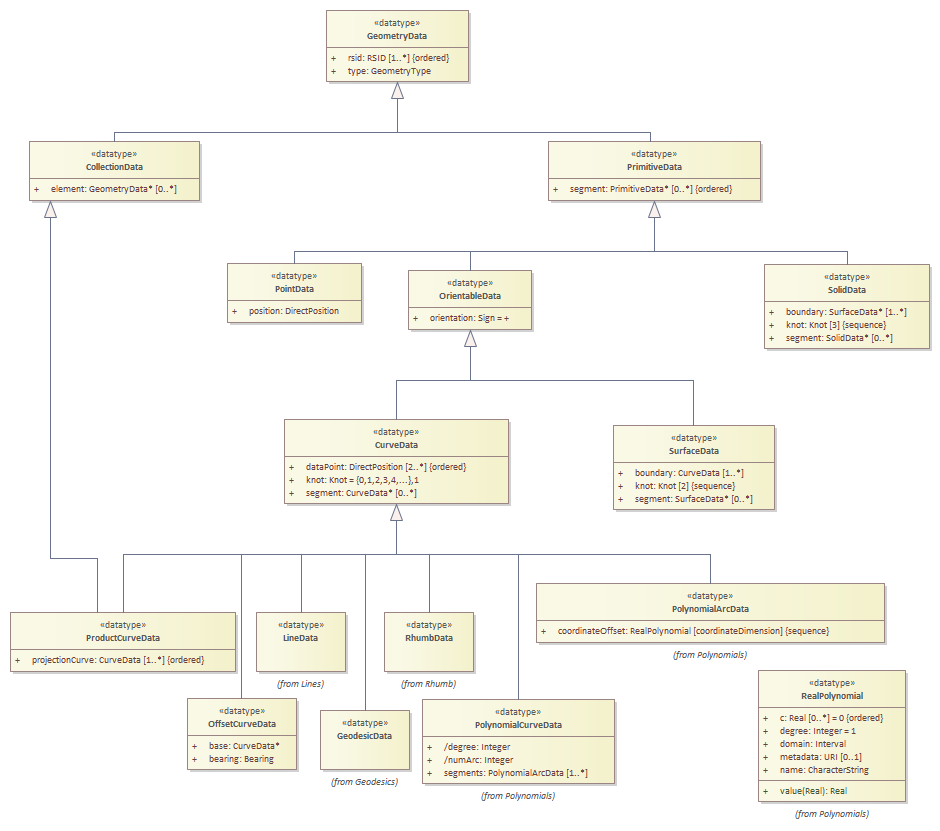 «datatype»
GeometryData
+ rsid: RSID [1..*] {ordered}
+ type: GeometryType
«datatype»
CollectionData
+ element: GeometryData* [0..*]
«datatype»
PrimitiveData
+ segment: PrimitiveData* [0..*] {ordered}
«datatype»
PointData
+ position: DirectPosition
«datatype»
OrientableData
+ orientation: Sign = +
«datatype»
SolidData
+ boundary: SurfaceData* [1..*]
+ knot: Knot [3] {sequence}
+ segment: SolidData* [0..*]
«datatype»
CurveData
+ dataPoint: DirectPosition [2..*] {ordered}
+ knot: Knot = {0,1,2,3,4,...},1
+ segment: CurveData* [0..*]
«datatype»
SurfaceData
+ boundary: CurveData [1..*]
+ knot: Knot [2] {sequence}
+ segment: SurfaceData* [0..*]
«datatype»
ProductCurveData
+ projectionCurve: CurveData [1..*] {ordered}
«datatype»
LineData
(from Lines)
«datatype»
RhumbData
(from Rhumb)
«datatype»
PolynomialArcData
+ coordinateOffset: RealPolynomial [coordinateDimension] {sequence}
(from Polynomials)
«datatype»
OffsetCurveData
+ base: CurveData*
+ bearing: Bearing
«datatype»
GeodesicData
(from Geodesics)
«datatype»
PolynomialCurveData
+ /degree: Integer
+ /numArc: Integer
+ segments: PolynomialArcData [1..*]
(from Polynomials)
«datatype»
RealPolynomial
+ c: Real [0..*] = 0 {ordered}
+ degree: Integer = 1
+ domain: Interval
+ metadata: URI [0..1]
+ name: CharacterString
+ value(Real): Real
(from Polynomials)